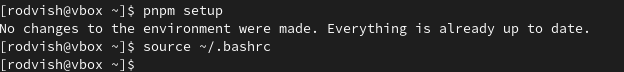 [rodvish@vbox ~]$ pnpm setup
No changes to the environment were made. Everything is already up to date.
[rodvish@vbox ~]$ source ~/.bashrc
[rodvish@vbox ~]$